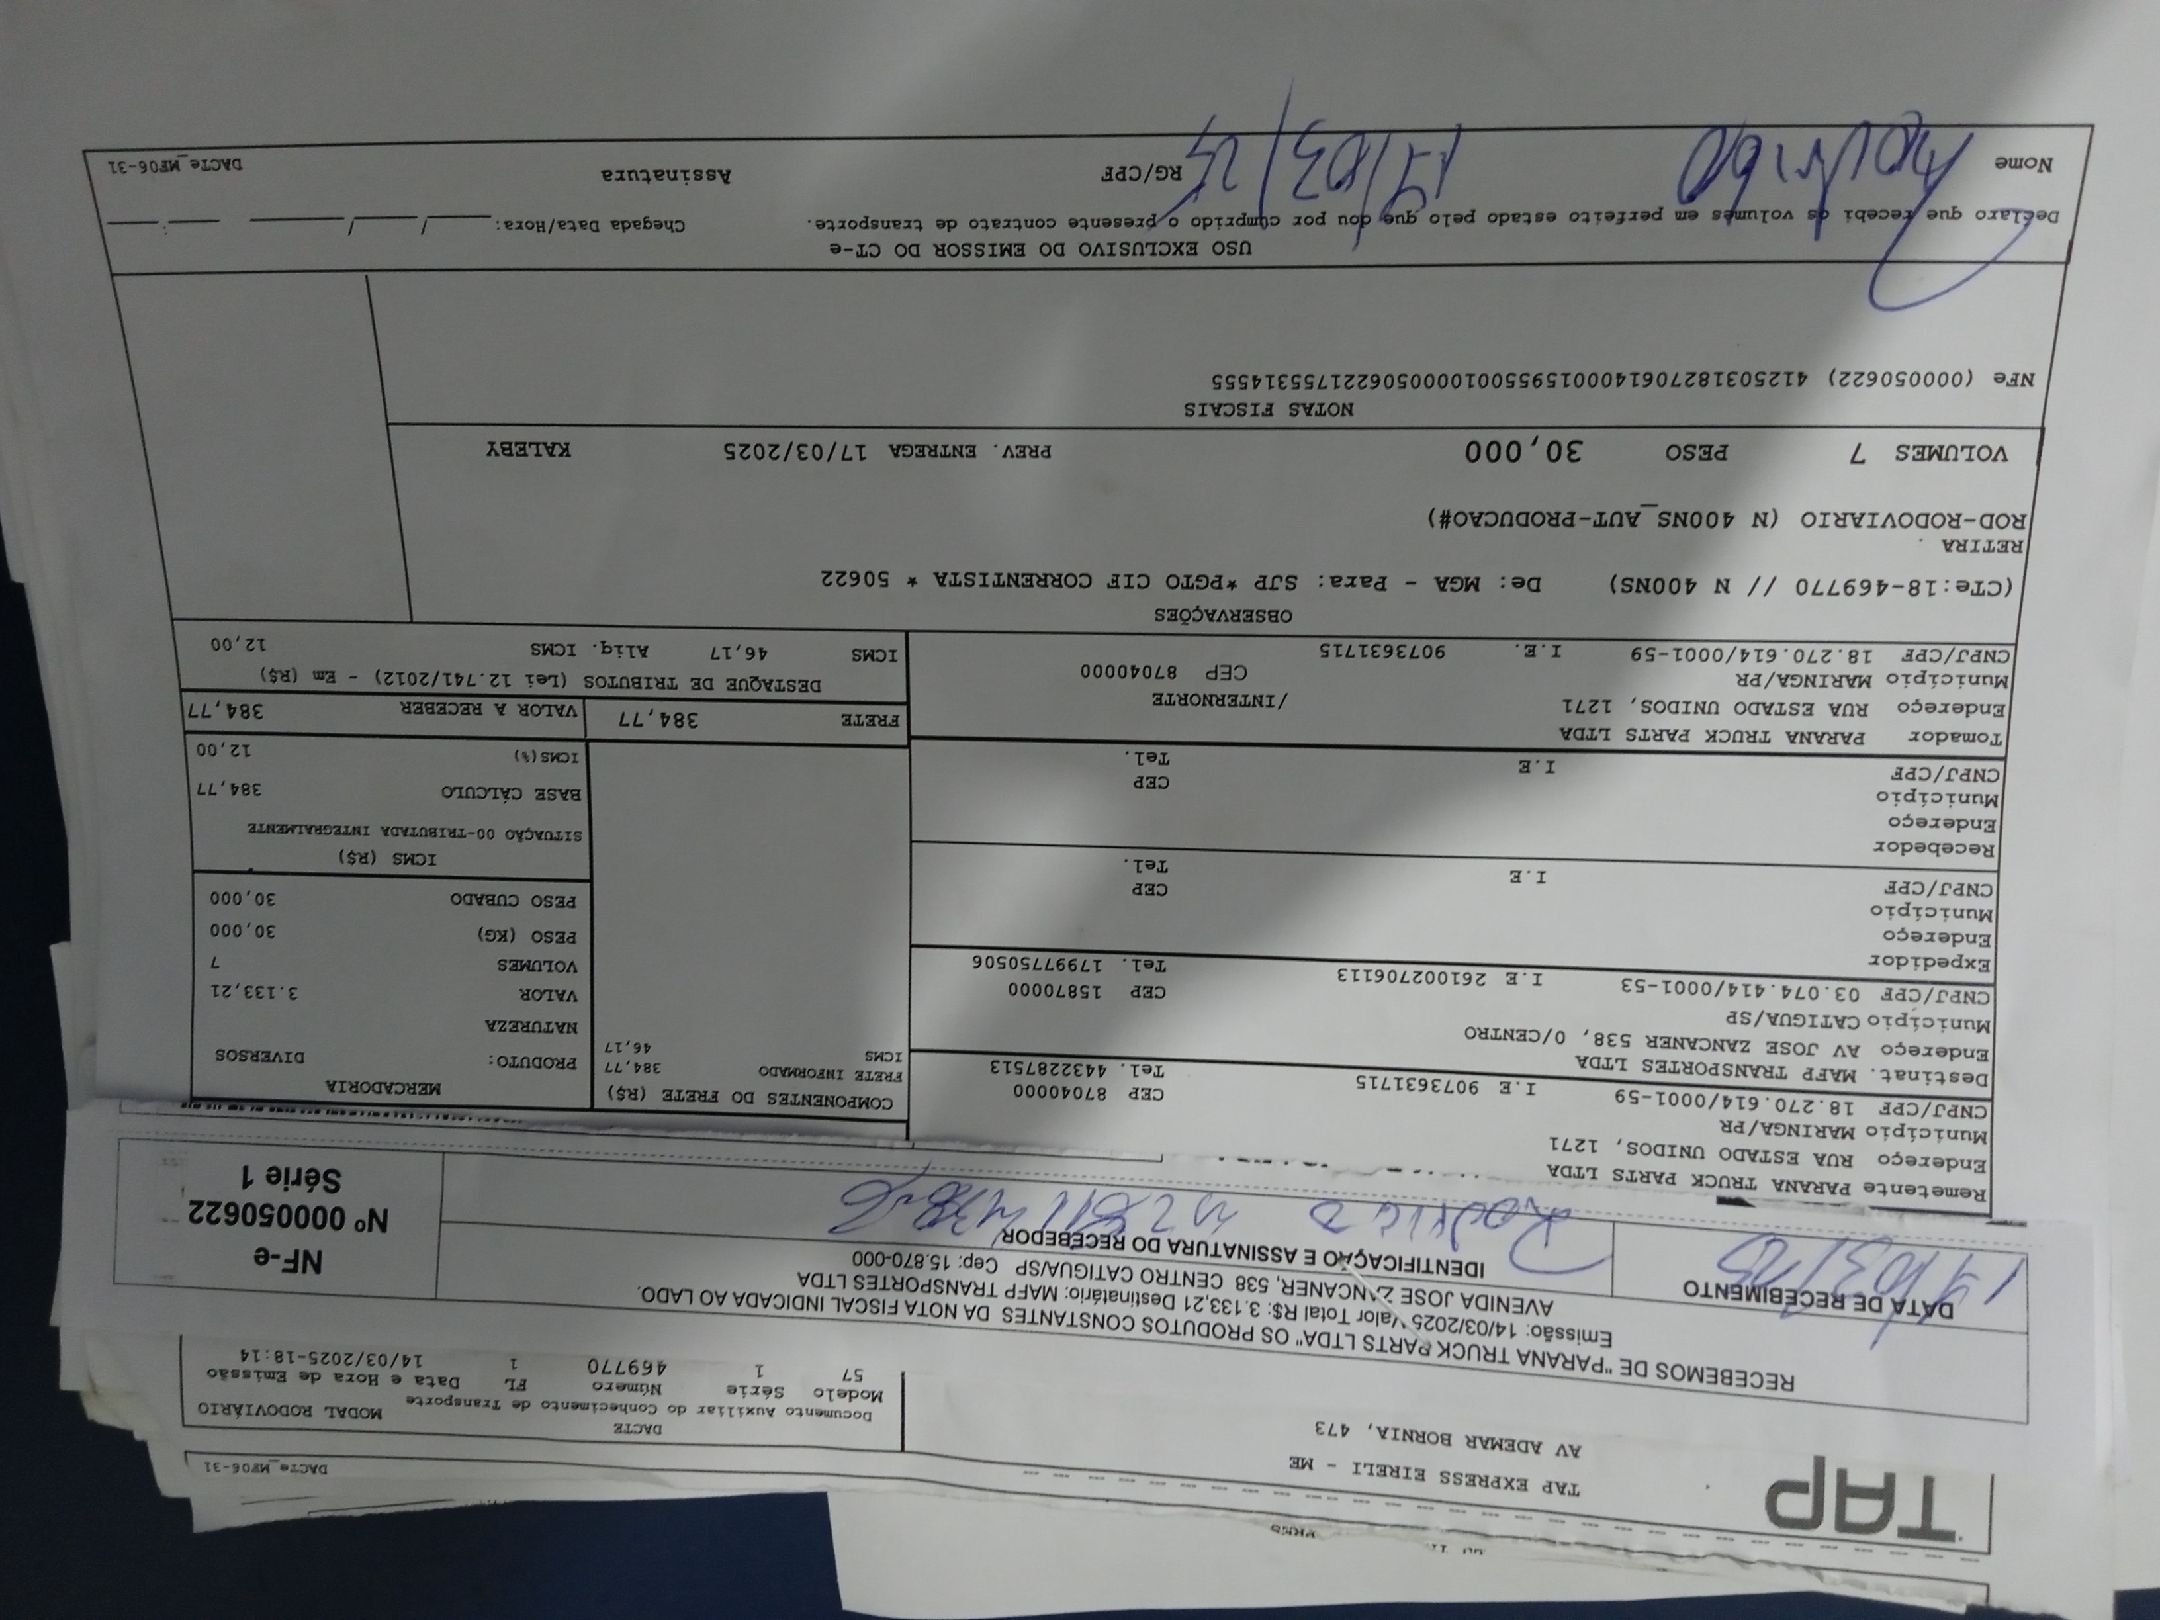 TAP
TAP EXPRESS EIRELI - ME
AV ADEMAR BORNIA, 473
DACTe_MF06-31
DACTE
Documento Auxiliar do Conhecimento de Transporte
MODAL RODOVIÁRIO
Modelo Série Número FL Data e Hora de Emissão
57 1 469770 1 14/03/2025-18:14
RECEBEMOS DE "PARANA TRUCK PARTS LTDA" OS PRODUTOS CONSTANTES DA NOTA FISCAL INDICADA AO LADO.
Emissão: 14/03/2025 Valor Total R$: 3.133,21 Destinatário: MAFP TRANSPORTES LTDA
AVENIDA JOSE ZANCANER, 538 CENTRO CATIGUA/SP Cep: 15.870-000
DATA DE RECEBIMENTO
IDENTIFICAÇÃO E ASSINATURA DO RECEBEDOR
Rodrigo
NF-e
Nº 000050622
Série 1
Remetente PARANA TRUCK PARTS LTDA
Endereço RUA ESTADO UNIDOS, 1271
Município MARINGA/PR CEP 87040000
CNPJ/CPF 18.270.614/0001-59 I.E 9073631715 Tel. 4432287513
Destinat. MAFP TRANSPORTES LTDA
Endereço AV JOSE ZANCANER 538, 0/CENTRO
Município CATIGUA/SP CEP 15870000
CNPJ/CPF 03.074.414/0001-53 I.E 261002706113 Tel. 17997750506
Expedidor
Endereço
Município CEP
CNPJ/CPF I.E Tel.
Recebedor
Endereço
Município CEP
CNPJ/CPF I.E Tel.
Tomador PARANA TRUCK PARTS LTDA
Endereço RUA ESTADO UNIDOS, 1271 /INTERNORTE
Município MARINGA/PR CEP 87040000
CNPJ/CPF 18.270.614/0001-59 I.E. 9073631715
COMPONENTES DO FRETE (R$)
FRETE INFORMADO 384,77
ICMS 46,17
MERCADORIA
PRODUTO: DIVERSOS
NATUREZA
VALOR 3.133,21
VOLUMES 7
PESO (KG) 30,000
PESO CUBADO 30,000
ICMS (R$)
SITUAÇÃO 00-TRIBUTADA INTEGRALMENTE
BASE CÁLCULO 384,77
ICMS(%) 12,00
FRETE 384,77 VALOR A RECEBER 384,77
DESTAQUE DE TRIBUTOS (Lei 12.741/2012) - Em (R$)
ICMS 46,17 Aliq. ICMS 12,00
OBSERVAÇÕES
(CTe:18-469770 // N 400NS) De: MGA - Para: SJP *PGTO CIF CORRENTISTA * 50622
RETIRA .
ROD-RODOVIARIO (N 400NS_AUT-PRODUCAO#)
VOLUMES 7 PESO 30,000 PREV. ENTREGA 17/03/2025 KALEBY
NOTAS FISCAIS
NFe (000050622) 41250318270614000159550010000506221755314555
USO EXCLUSIVO DO EMISSOR DO CT-e
Declaro que recebi os volumes em perfeito estado pelo que dou por cumprido o presente contrato de transporte. Chegada Data/Hora: ____/____/____ __:__
Nome Rodrigo RG/CPF Assinatura DACTe_MF06-31